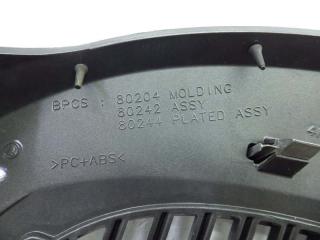 BPCS : 80204 MOLDING
80242 ASSY
80244 PLATED ASSY
>PC+ABS<